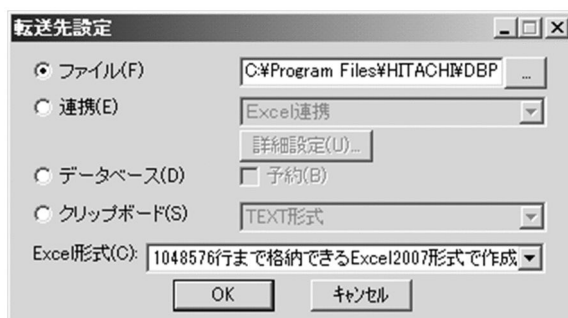 転送先設定
ファイル(F) C:¥Program Files¥HITACHI¥DBP ...
連携(E) Excel連携
詳細設定(U)...
データベース(D) 予約(B)
クリップボード(S) TEXT形式
Excel形式(C): 1048576行まで格納できるExcel2007形式で作成
OK キャンセル